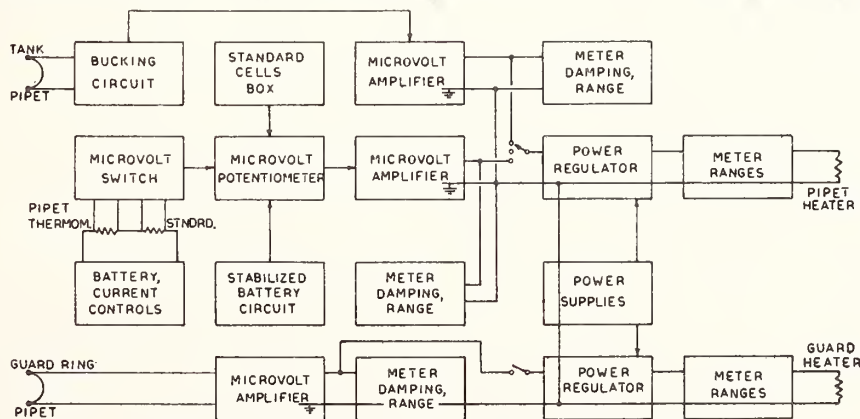 TANK
PIPET
BUCKING
CIRCUIT
STANDARD
CELLS
BOX
MICROVOLT
AMPLIFIER
METER
DAMPING,
RANGE
MICROVOLT
SWITCH
MICROVOLT
POTENTIOMETER
MICROVOLT
AMPLIFIER
POWER
REGULATOR
METER
RANGES
PIPET
HEATER
PIPET
THERMOM.
STNDRD.
BATTERY,
CURRENT
CONTROLS
STABILIZED
BATTERY
CIRCUIT
METER
DAMPING,
RANGE
POWER
SUPPLIES
GUARD RING
PIPET
MICROVOLT
AMPLIFIER
METER
DAMPING,
RANGE
POWER
REGULATOR
METER
RANGES
GUARD
HEATER